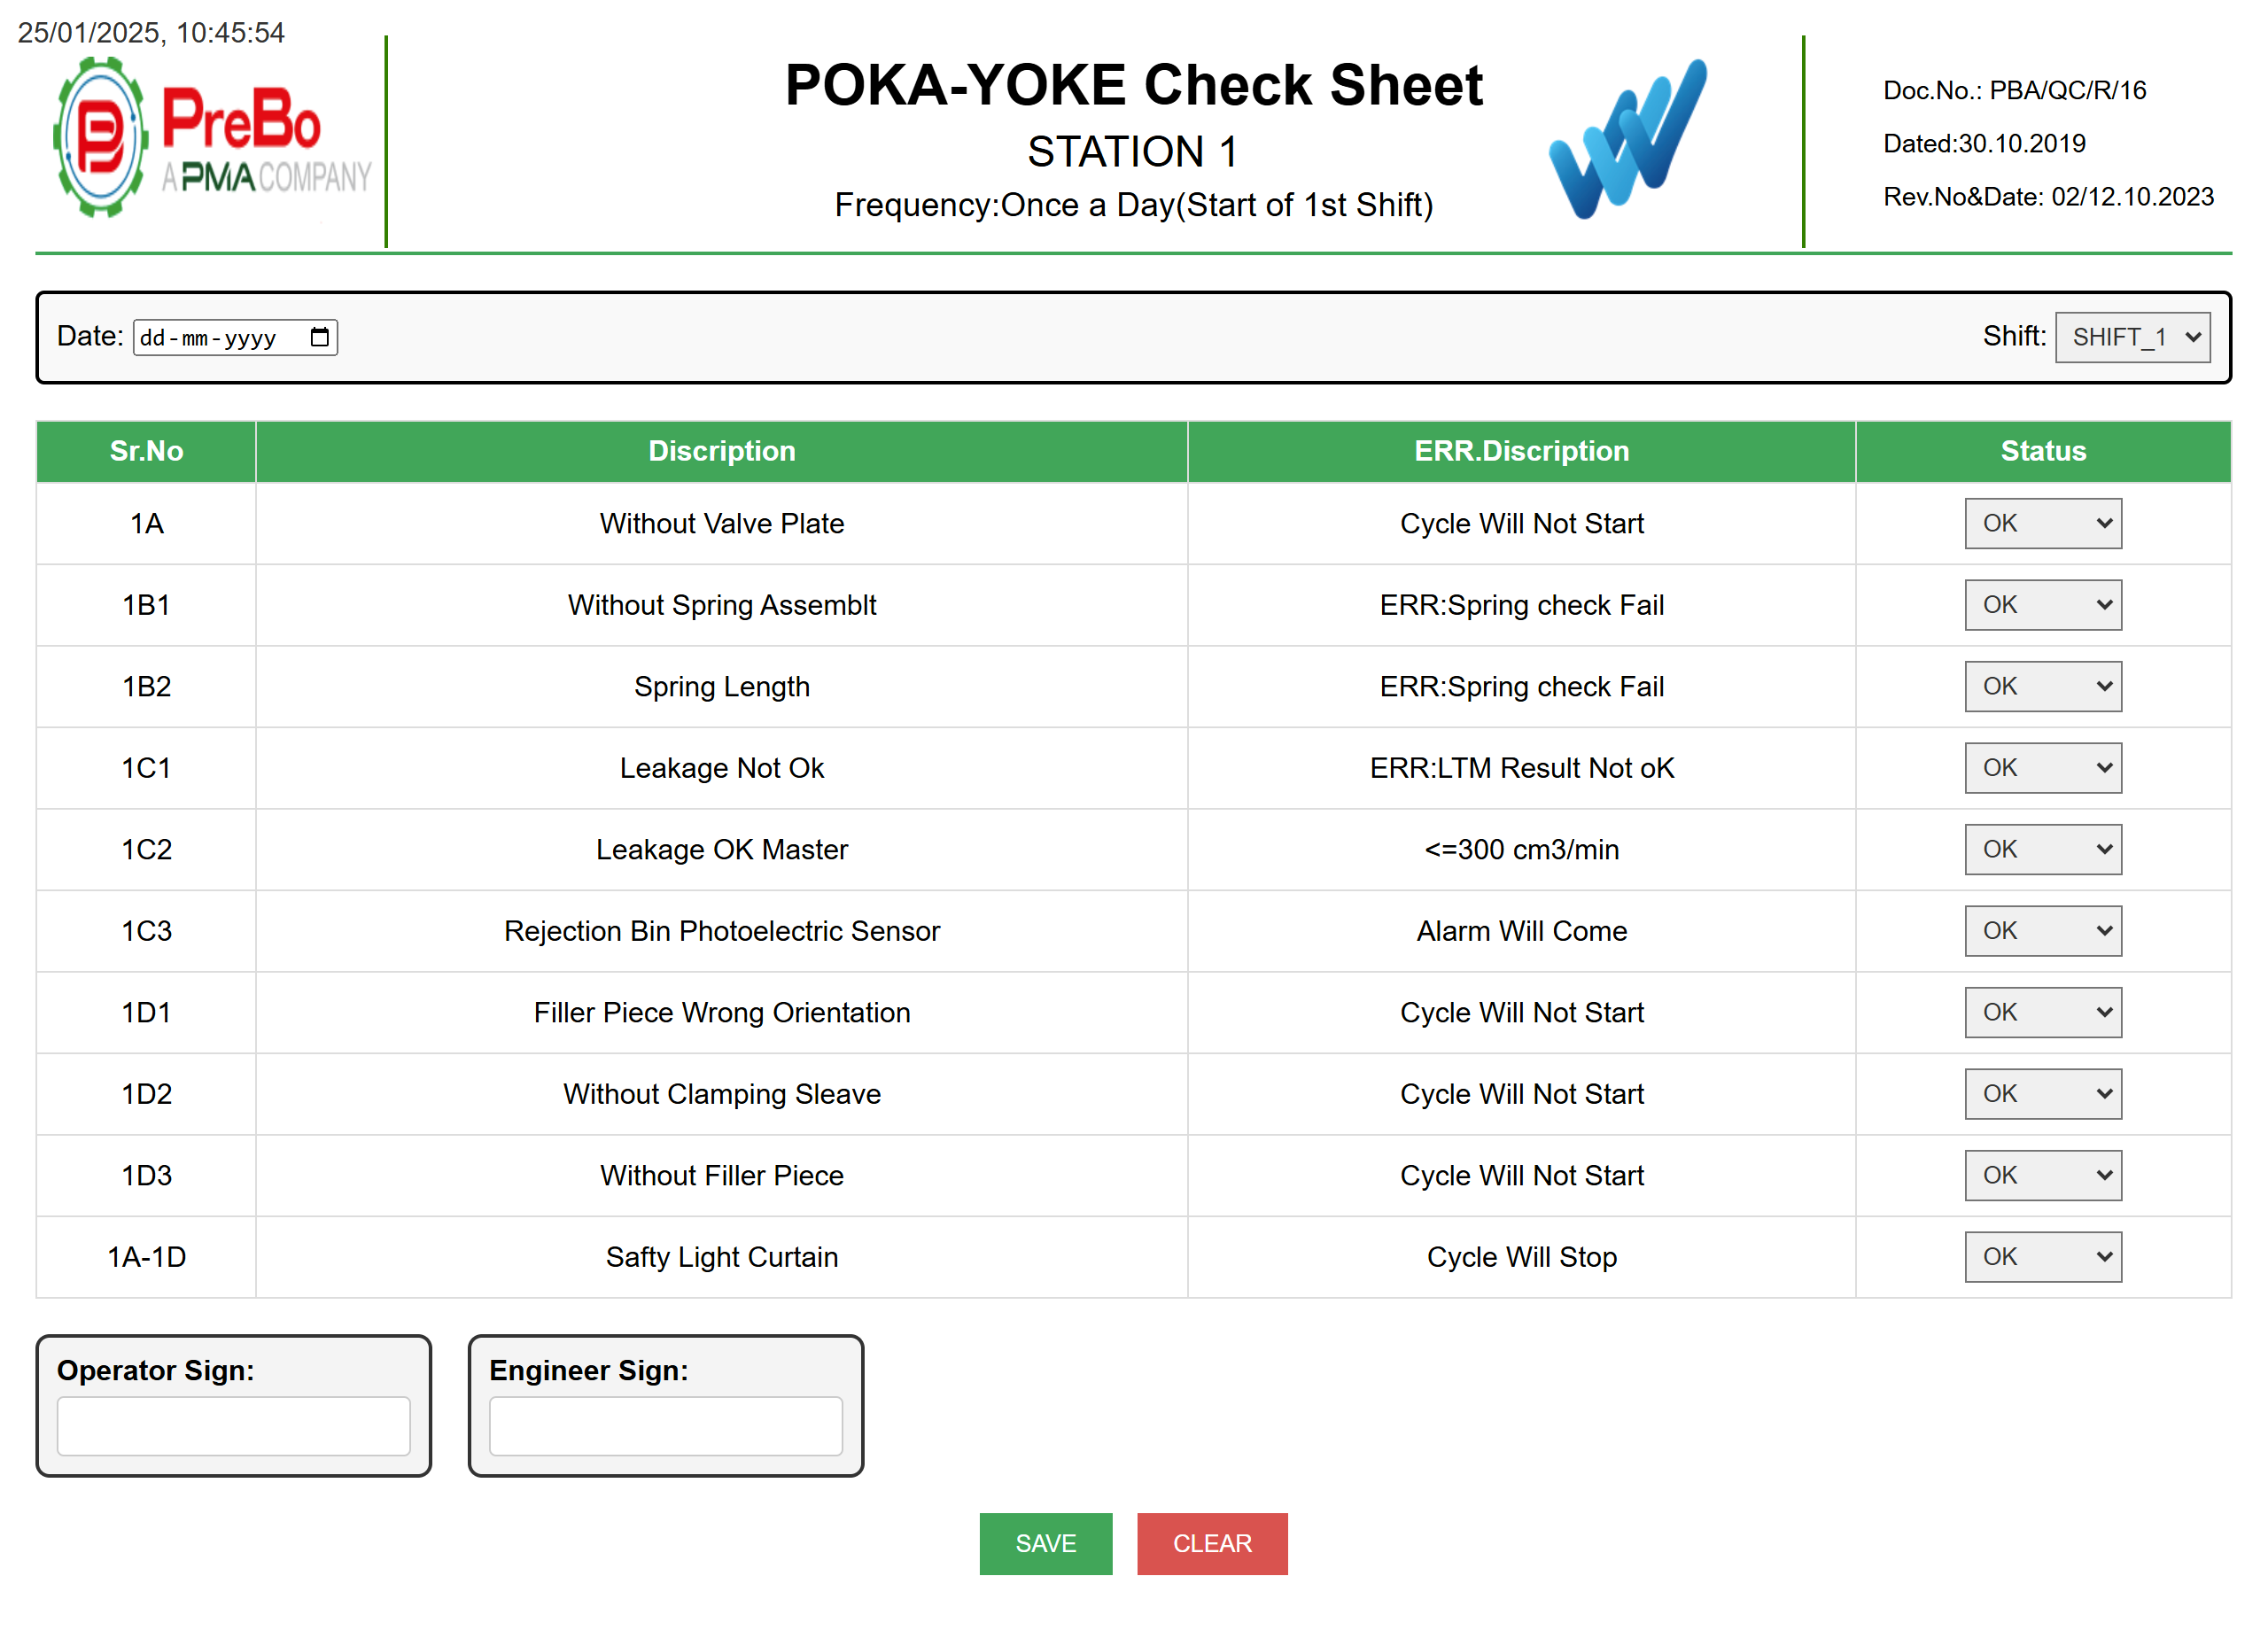 25/01/2025, 10:45:54
PreBo
A PMA COMPANY
POKA-YOKE Check Sheet
STATION 1
Frequency:Once a Day(Start of 1st Shift)
Doc.No.: PBA/QC/R/16
Dated:30.10.2019
Rev.No&Date: 02/12.10.2023
Date: dd-mm-yyyy Shift: SHIFT_1
Sr.No Discription ERR.Discription Status
1A Without Valve Plate Cycle Will Not Start OK
1B1 Without Spring Assemblt ERR:Spring check Fail OK
1B2 Spring Length ERR:Spring check Fail OK
1C1 Leakage Not Ok ERR:LTM Result Not oK OK
1C2 Leakage OK Master <=300 cm3/min OK
1C3 Rejection Bin Photoelectric Sensor Alarm Will Come OK
1D1 Filler Piece Wrong Orientation Cycle Will Not Start OK
1D2 Without Clamping Sleave Cycle Will Not Start OK
1D3 Without Filler Piece Cycle Will Not Start OK
1A-1D Safty Light Curtain Cycle Will Stop OK
Operator Sign: Engineer Sign:
SAVE CLEAR